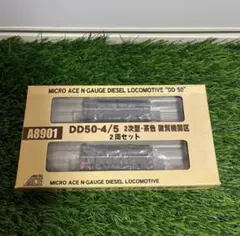 MICRO ACE N-GAUGE DIESEL LOCOMOTIVE "DD 50"
A8901
DD50-4/5 2次型・茶色 敦賀機関区
2両セット
MICRO ACE N-GAUGE DIESEL LOCOMOTIVE